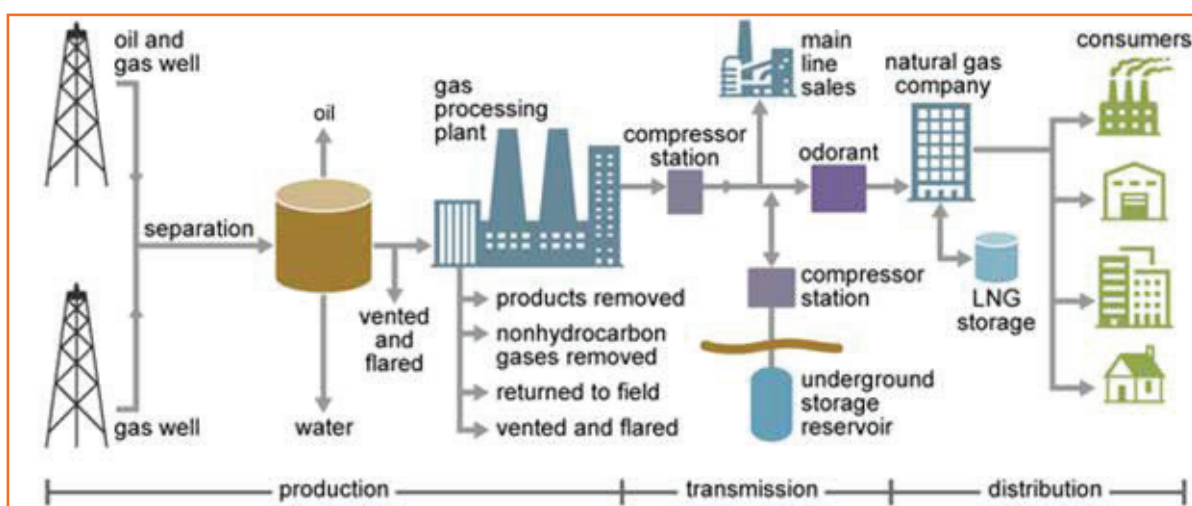 oil and
gas well
separation
gas well
oil
water
vented
and
flared
gas
processing
plant
products removed
nonhydrocarbon
gases removed
returned to field
vented and flared
compressor
station
main
line
sales
odorant
compressor
station
underground
storage
reservoir
natural gas
company
LNG
storage
consumers
production
transmission
distribution